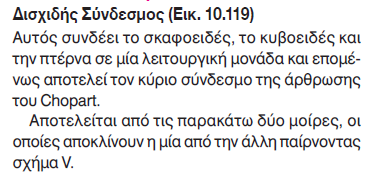 Δισχιδής Σύνδεσμος (Εικ. 10.119)
Αυτός συνδέει το σκαφοειδές, το κυβοειδές και
την πτέρνα σε μία λειτουργική μονάδα και επομέ-
νως αποτελεί τον κύριο σύνδεσμο της άρθρωσης
του Chopart.
Αποτελείται από τις παρακάτω δύο μοίρες, οι
οποίες αποκλίνουν η μία από την άλλη παίρνοντας
σχήμα V.